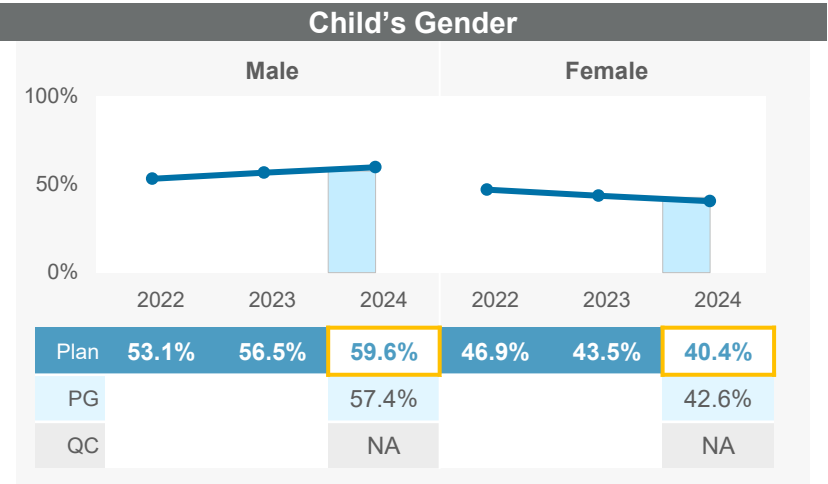 Child's Gender
Male Female
100%
50%
0%
2022 2023 2024 2022 2023 2024
Plan 53.1% 56.5% 59.6% 46.9% 43.5% 40.4%
PG 57.4% 42.6%
QC NA NA